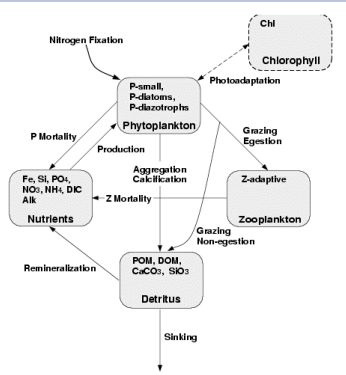 Chl
Chlorophyll
Nitrogen Fixation
Photoadaptation
P-small,
P-diatoms,
P-diazotrophs
Phytoplankton
P Mortality
Production
Grazing
Egestion
Aggregation
Calcification
Fe, Si, PO4,
NO3, NH4, DIC
Alk
Nutrients
Z Mortality
Z-adaptive
Zooplankton
Grazing
Non-egestion
Remineralization
POM, DOM,
CaCO3, SiO3
Detritus
Sinking